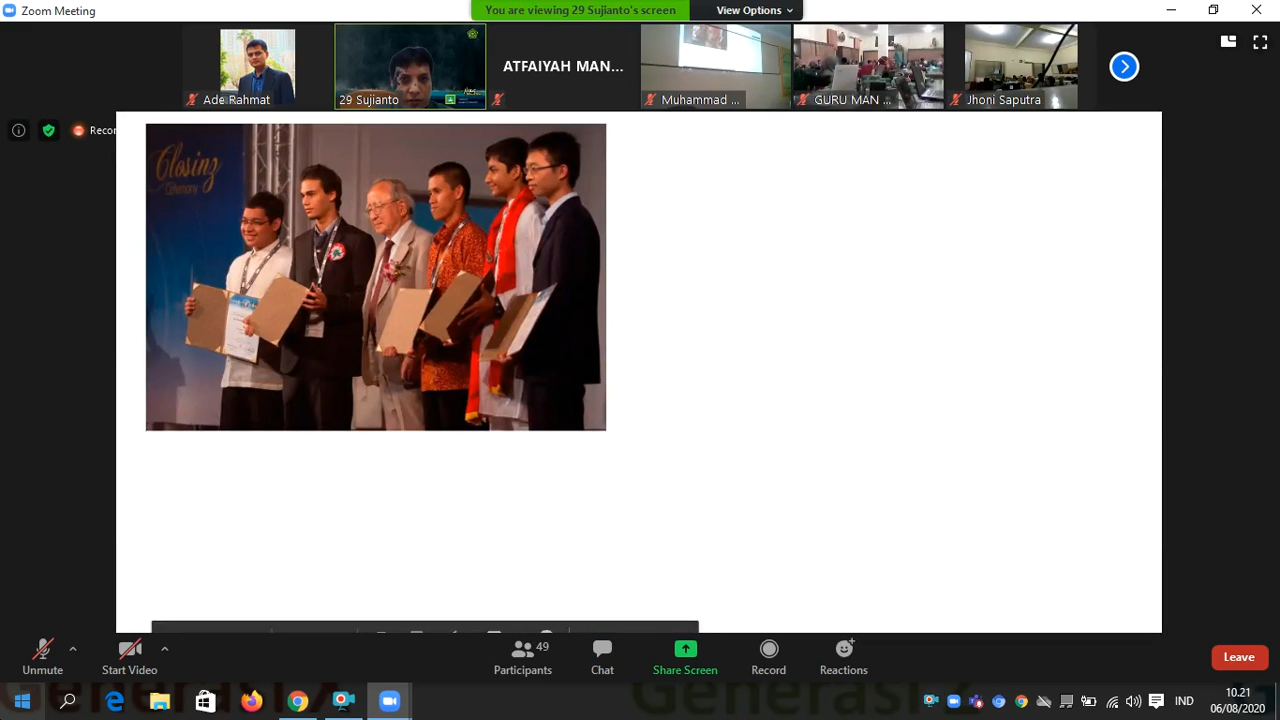 Zoom Meeting
You are viewing 29 Sujianto's screen
View Options
Ade Rahmat
29 Sujianto
ATFAIYAH MAN...
Muhammad ...
GURU MAN ...
Jhoni Saputra
Recor
Closing
Ceremony
Unmute
Start Video
49
Participants
Chat
Share Screen
Record
Reactions
Leave
IND
10.21
06/08/2020